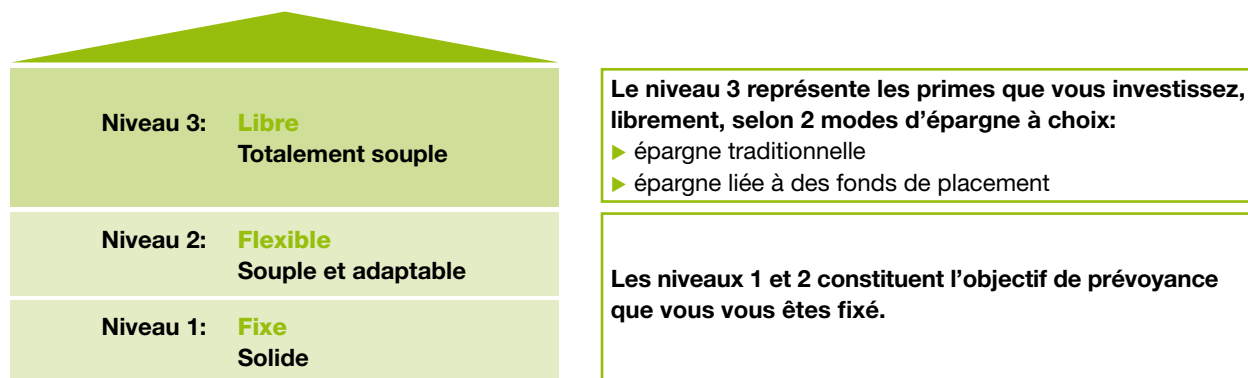 Niveau 3: Libre
Totalement souple
Le niveau 3 représente les primes que vous investissez,
librement, selon 2 modes d'épargne à choix:
▶ épargne traditionnelle
▶ épargne liée à des fonds de placement
Niveau 2: Flexible
Souple et adaptable
Niveau 1: Fixe
Solide
Les niveaux 1 et 2 constituent l'objectif de prévoyance
que vous vous êtes fixé.